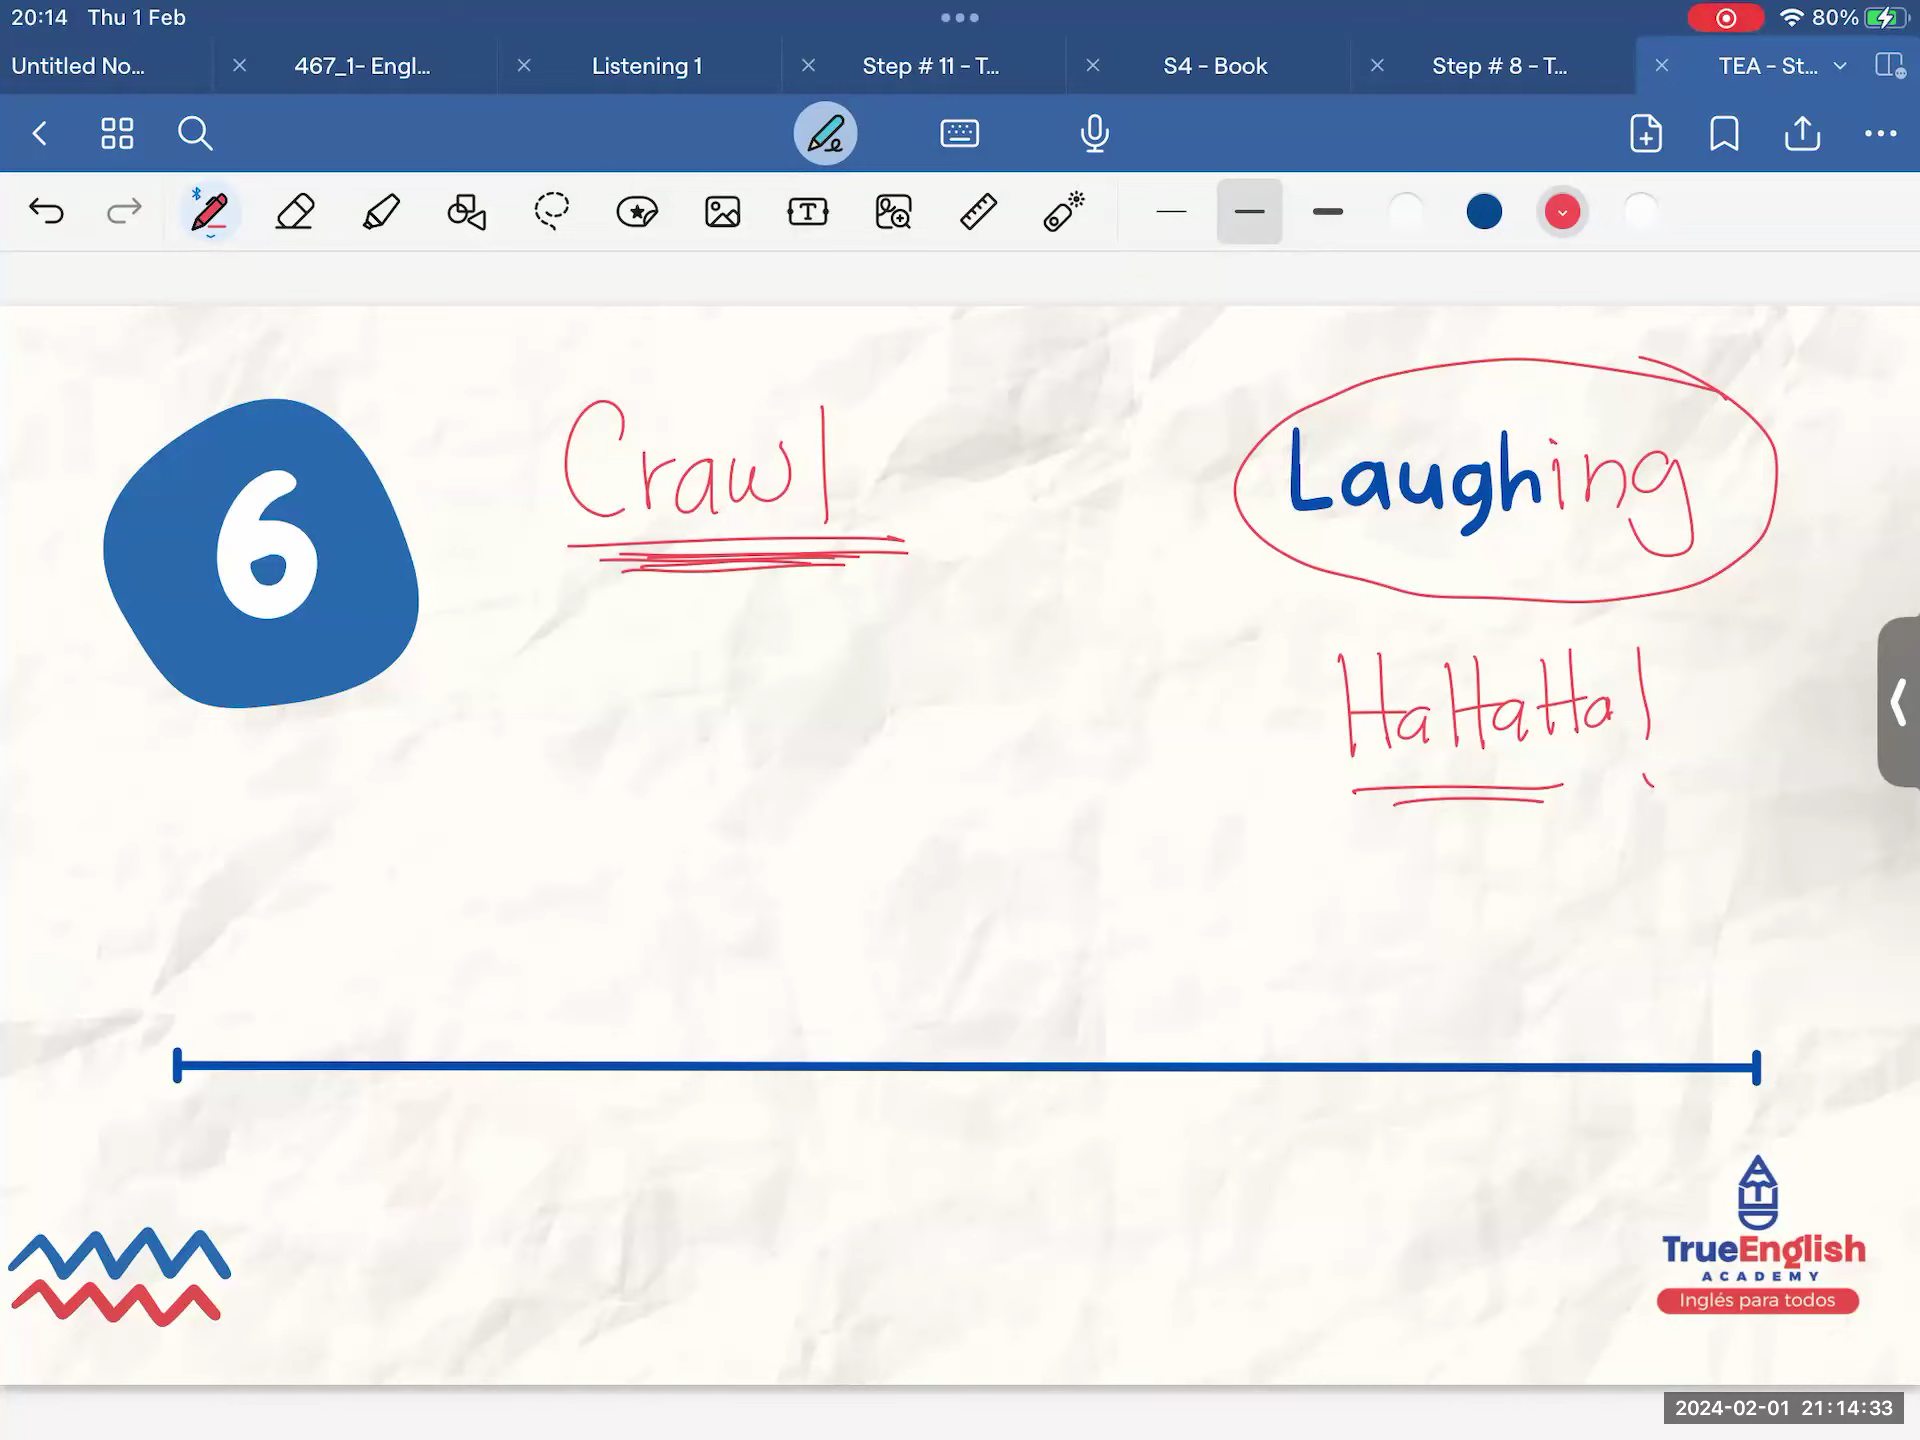 20:14 Thu 1 Feb 80%
Untitled No... 467_1- Engl... Listening 1 Step # 11 - T... S4 - Book Step # 8 - T... TEA - St...
6 Crawl Laughing
HaHaHa!
TrueEnglish
ACADEMY
Inglés para todos
2024-02-01 21:14:33